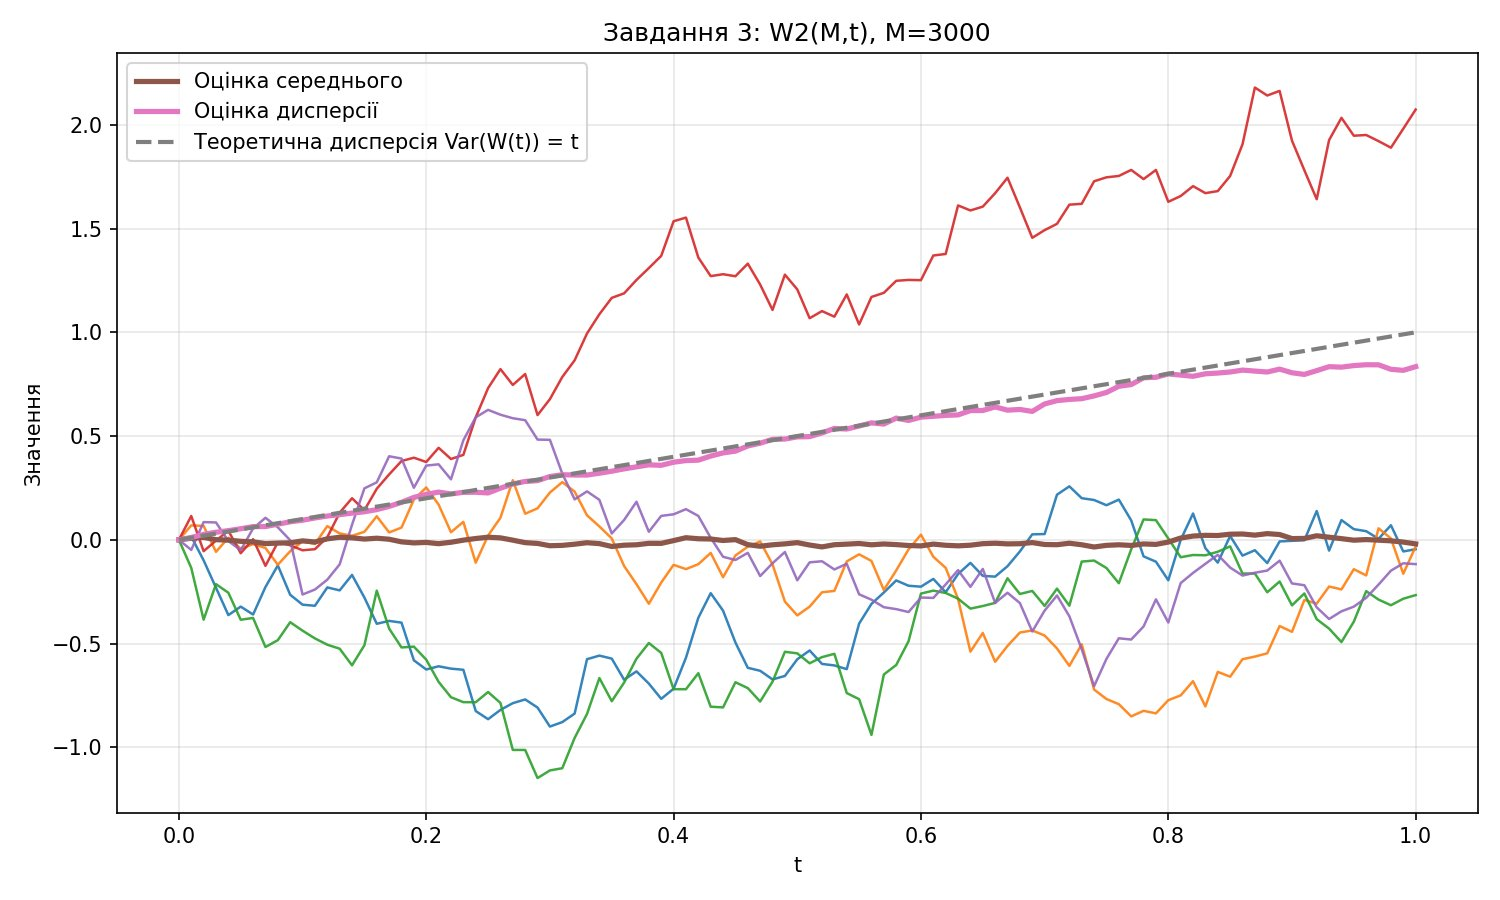 Завдання 3: W2(M,t), M=3000
Оцінка середнього
Оцінка дисперсії
Теоретична дисперсія Var(W(t)) = t
Значення
2.0
1.5
1.0
0.5
0.0
−0.5
−1.0
0.0 0.2 0.4 0.6 0.8 1.0
t